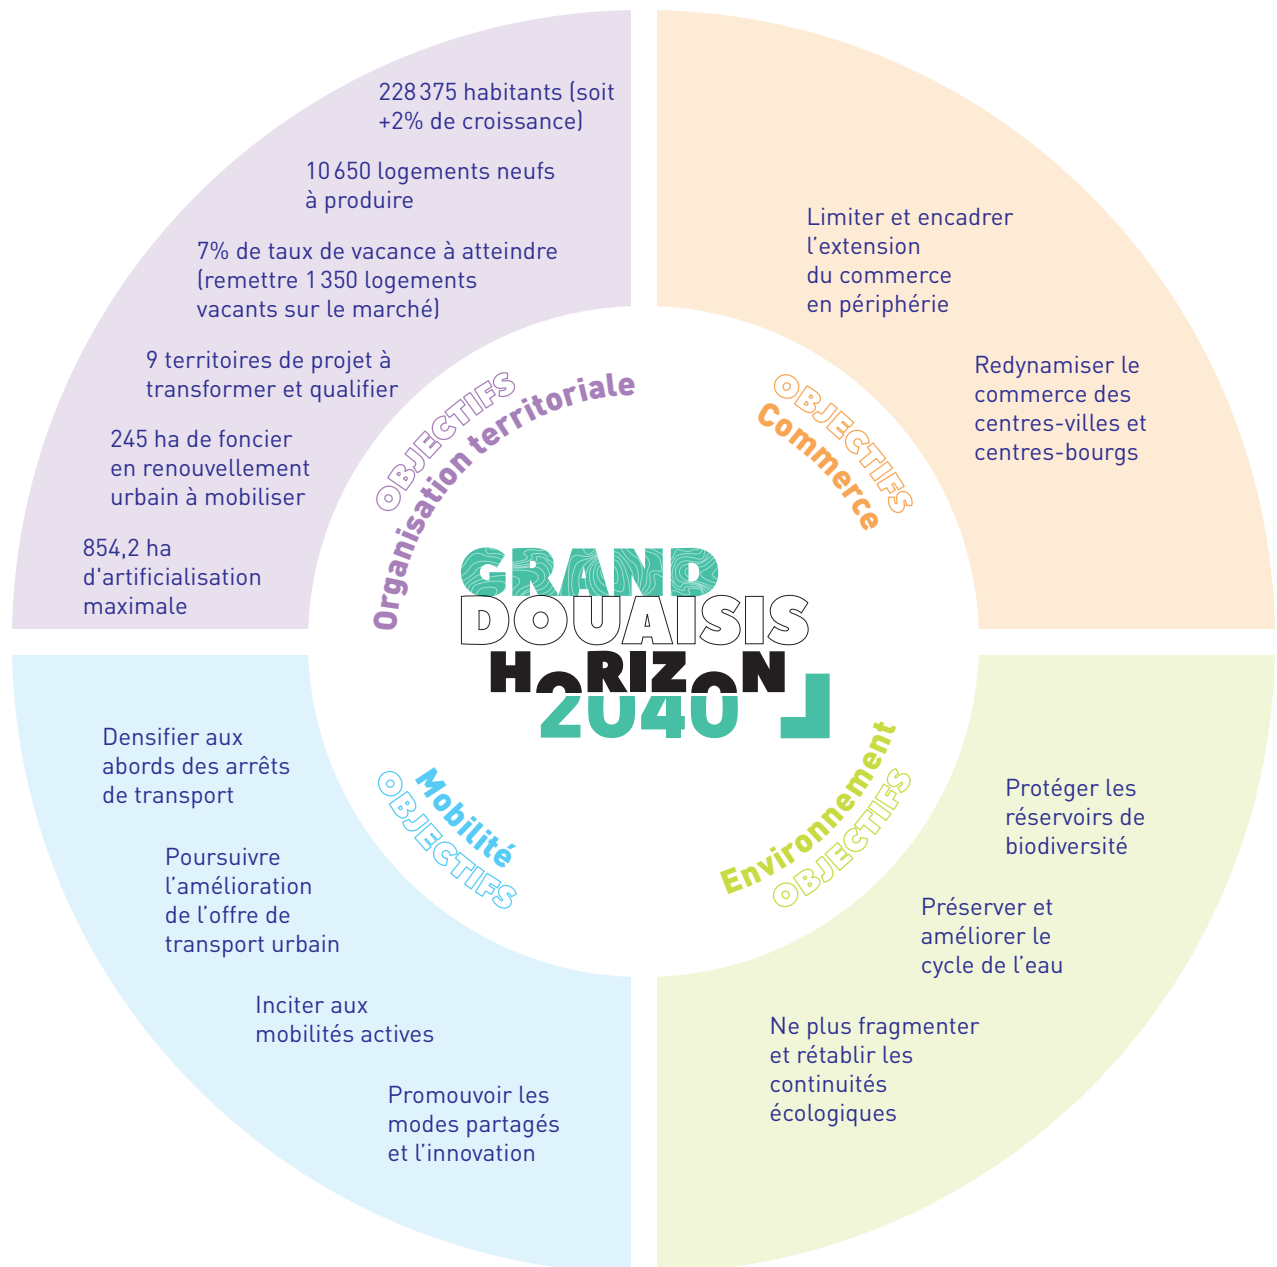 228 375 habitants (soit
+2% de croissance)
10 650 logements neufs
à produire
7% de taux de vacance à atteindre
(remettre 1 350 logements
vacants sur le marché)
9 territoires de projet à
transformer et qualifier
245 ha de foncier
en renouvellement
urbain à mobiliser
854,2 ha
d'artificialisation
maximale
OBJECTIFS
Organisation territoriale
Limiter et encadrer
l’extension
du commerce
en périphérie
Redynamiser le
commerce des
centres-villes et
centres-bourgs
OBJECTIFS
Commerce
GRAND
DOUAISIS
HORIZON
2040
Densifier aux
abords des arrêts
de transport
Poursuivre
l’amélioration
de l’offre de
transport urbain
Inciter aux
mobilités actives
Promouvoir les
modes partagés
et l’innovation
Mobilité
OBJECTIFS
Environnement
OBJECTIFS
Protéger les
réservoirs de
biodiversité
Préserver et
améliorer le
cycle de l’eau
Ne plus fragmenter
et rétablir les
continuités
écologiques